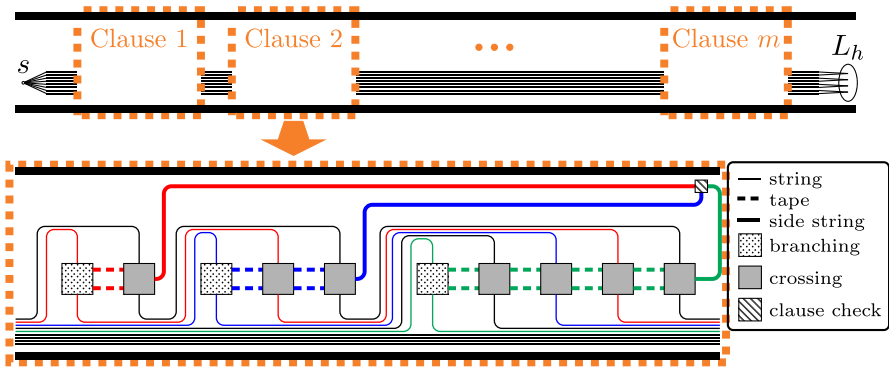 Clause 1 Clause 2 ... Clause m
s
L_h
string
tape
side string
branching
crossing
clause check